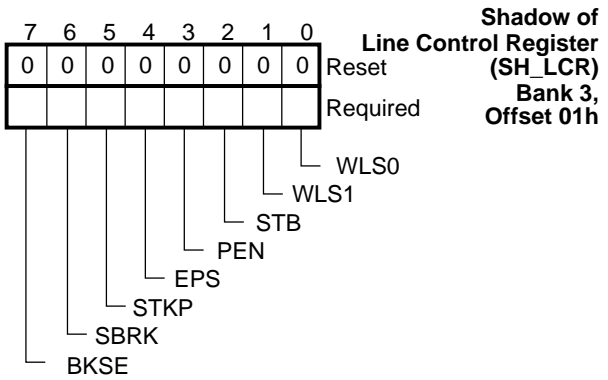 Shadow of
Line Control Register
(SH_LCR)
Bank 3,
Offset 01h
7 6 5 4 3 2 1 0
0 0 0 0 0 0 0 0 Reset
Required
WLS0
WLS1
STB
PEN
EPS
STKP
SBRK
BKSE